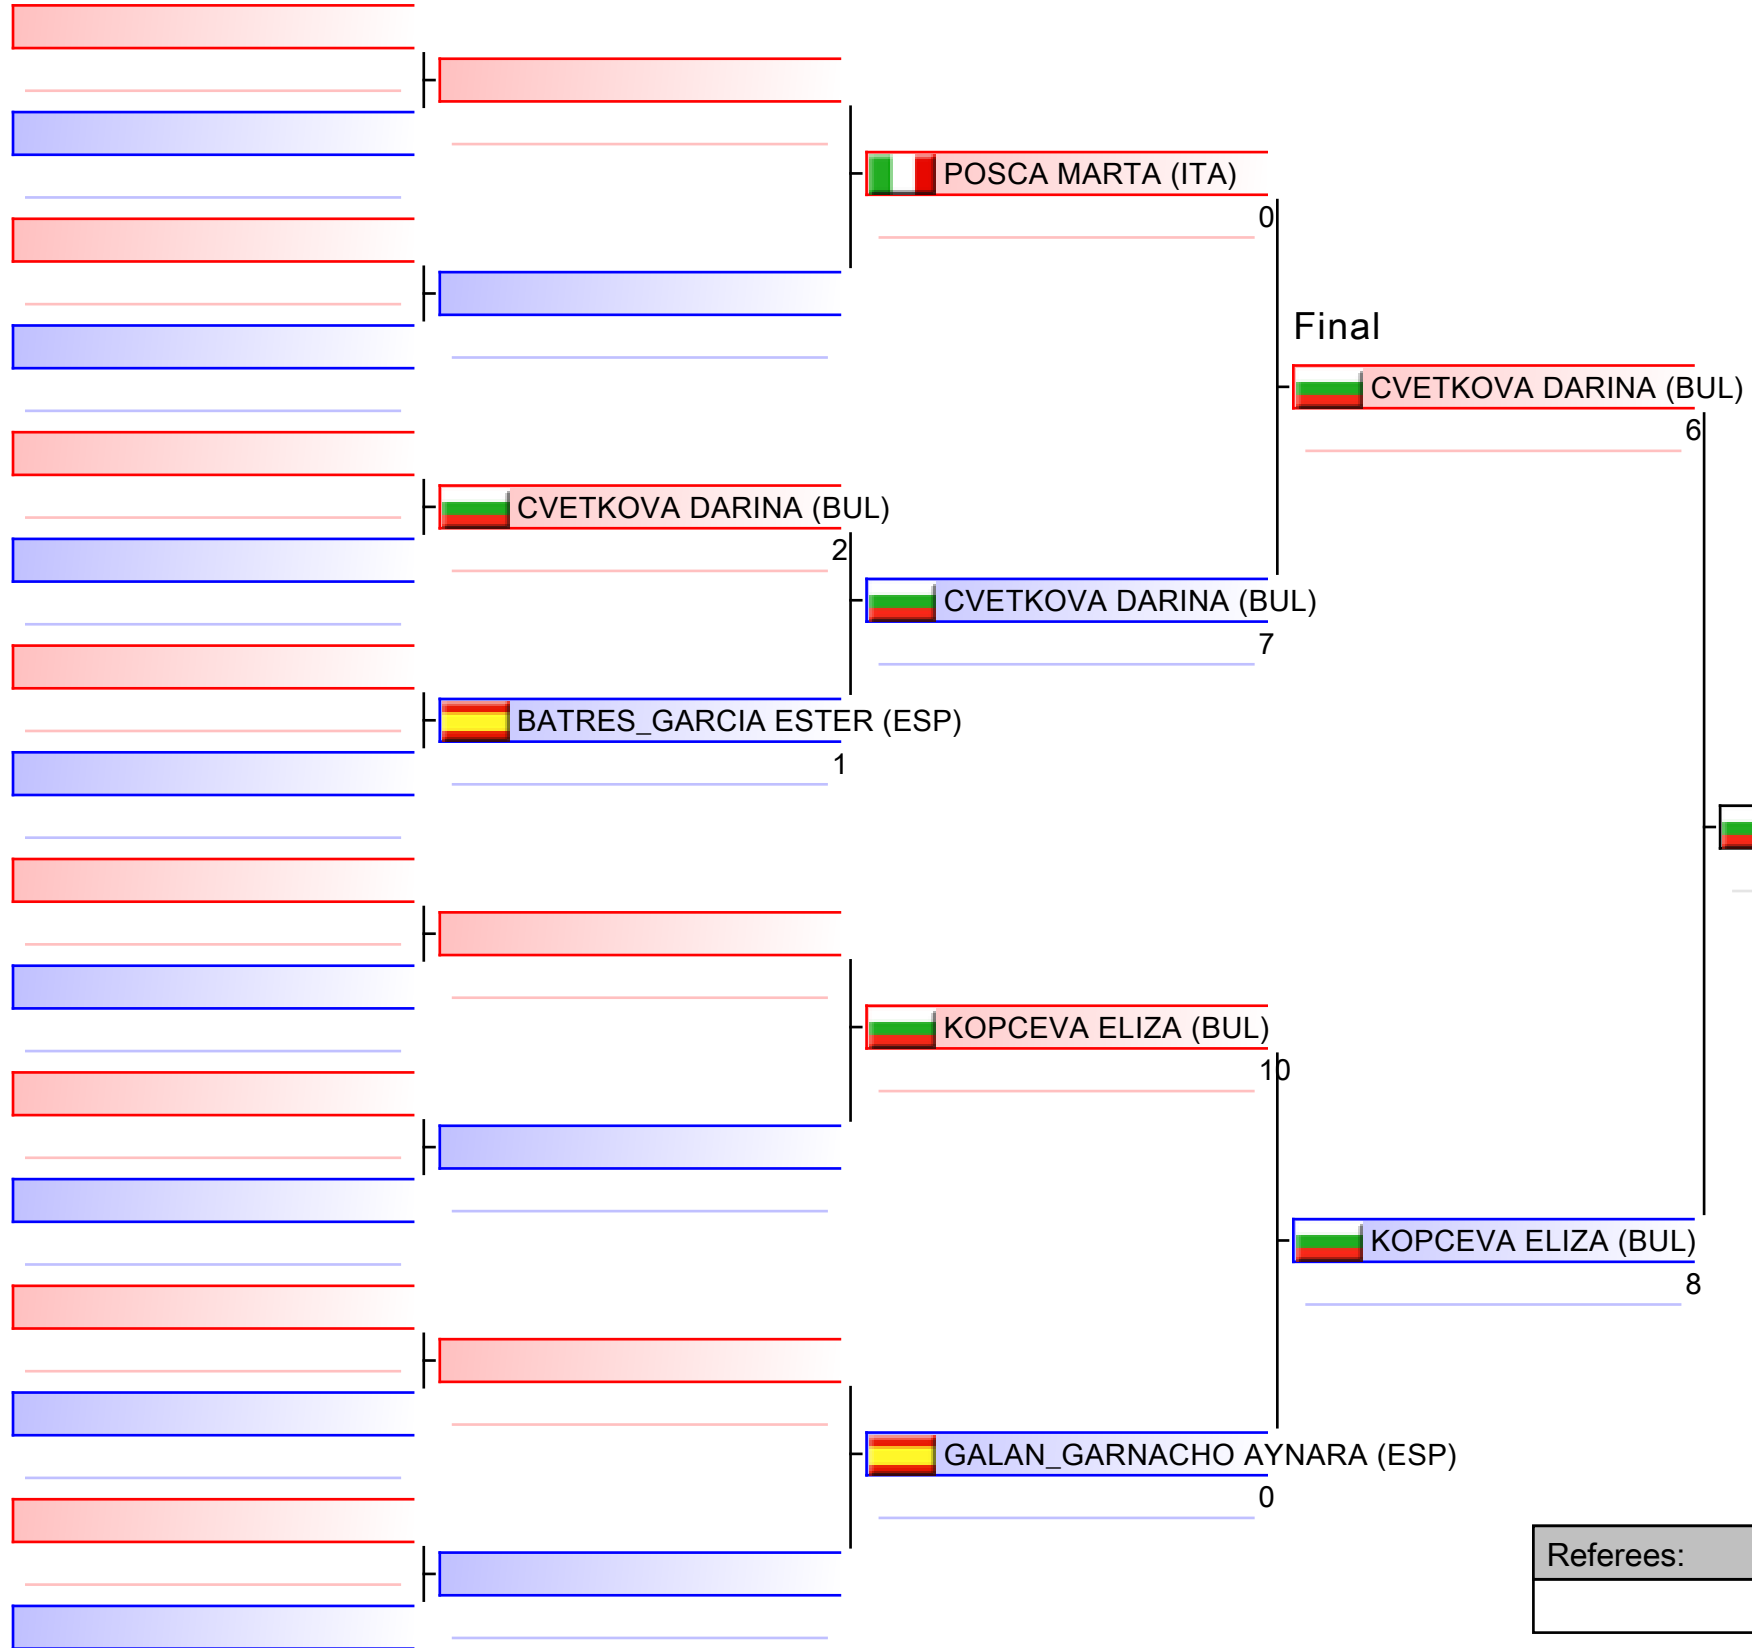 POSCA MARTA (ITA)
0
Final
CVETKOVA DARINA (BUL)
6
CVETKOVA DARINA (BUL)
2
CVETKOVA DARINA (BUL)
7
BATRES_GARCIA ESTER (ESP)
1
KOPCEVA ELIZA (BUL)
10
KOPCEVA ELIZA (BUL)
8
GALAN_GARNACHO AYNARA (ESP)
0
Referees: